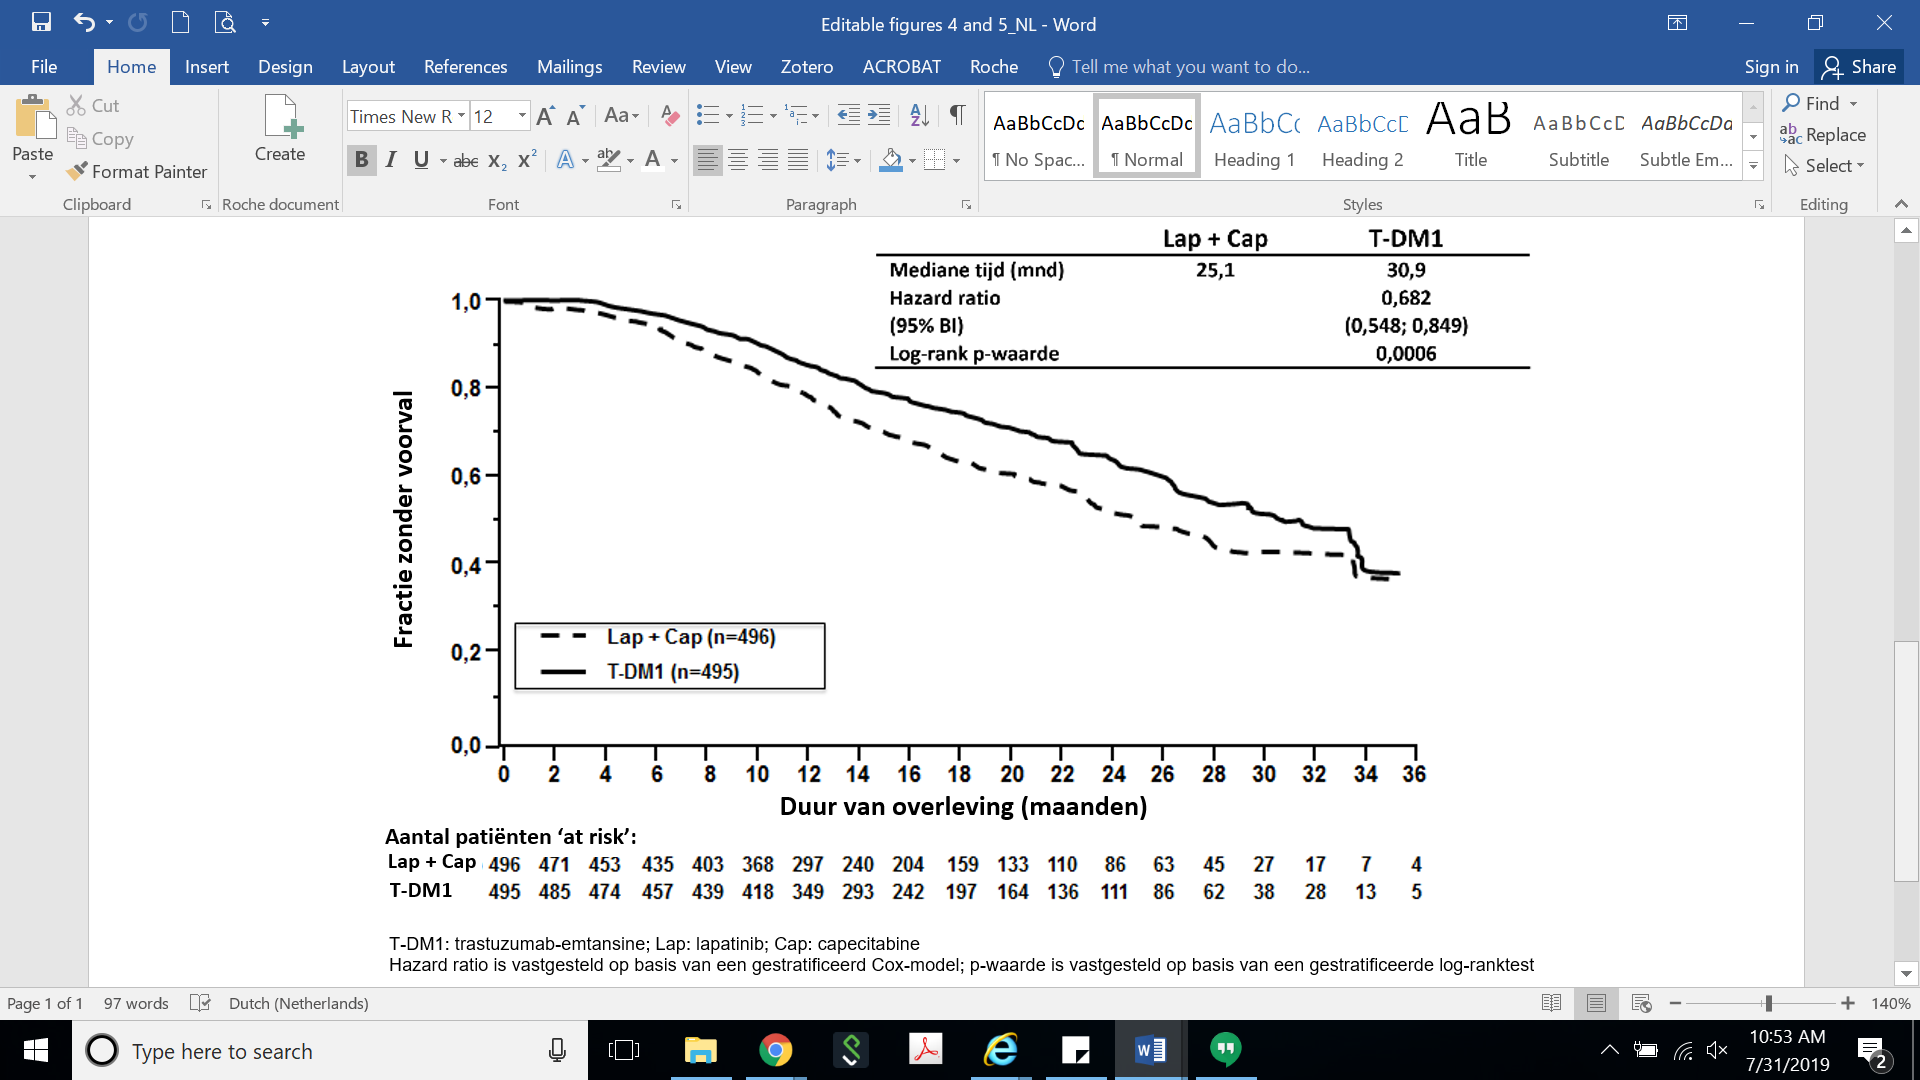 Editable figures 4 and 5_NL - Word
File Home Insert Design Layout References Mailings Review View Zotero ACROBAT Roche Tell me what you want to do... Sign in Share
Paste
Cut
Copy
Format Painter
Clipboard
Create
Roche document
Times New R 12
Font
Paragraph
AaBbCcDc AaBbCcDc AaBbCc AaBbCcD AaB AaBbCcD AaBbCcDa
¶ No Spac... ¶ Normal Heading 1 Heading 2 Title Subtitle Subtle Em...
Styles
Find
Replace
Select
Editing
Lap + Cap T-DM1
Mediane tijd (mnd) 25,1 30,9
Hazard ratio 0,682
(95% BI) (0,548; 0,849)
Log-rank p-waarde 0,0006
Fractie zonder voorval
1,0
0,8
0,6
0,4
0,2
0,0
Lap + Cap (n=496)
T-DM1 (n=495)
0 2 4 6 8 10 12 14 16 18 20 22 24 26 28 30 32 34 36
Duur van overleving (maanden)
Aantal patiënten ‘at risk’:
Lap + Cap 496 471 453 435 403 368 297 240 204 159 133 110 86 63 45 27 17 7 4
T-DM1 495 485 474 457 439 418 349 293 242 197 164 136 111 86 62 38 28 13 5
T-DM1: trastuzumab-emtansine; Lap: lapatinib; Cap: capecitabine
Hazard ratio is vastgesteld op basis van een gestratificeerd Cox-model; p-waarde is vastgesteld op basis van een gestratificeerde log-ranktest
Page 1 of 1 97 words Dutch (Netherlands) 140%
Type here to search
10:53 AM
7/31/2019
2